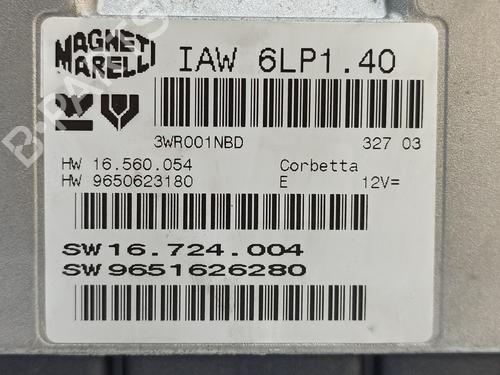 MAGNETI
MARELLI
IAW 6LP1.40
3WR001NBD 327 03
HW 16.560.054 Corbetta
HW 9650623180 E 12V=
SW 16.724.004
SW 9651626280
B-PARTS